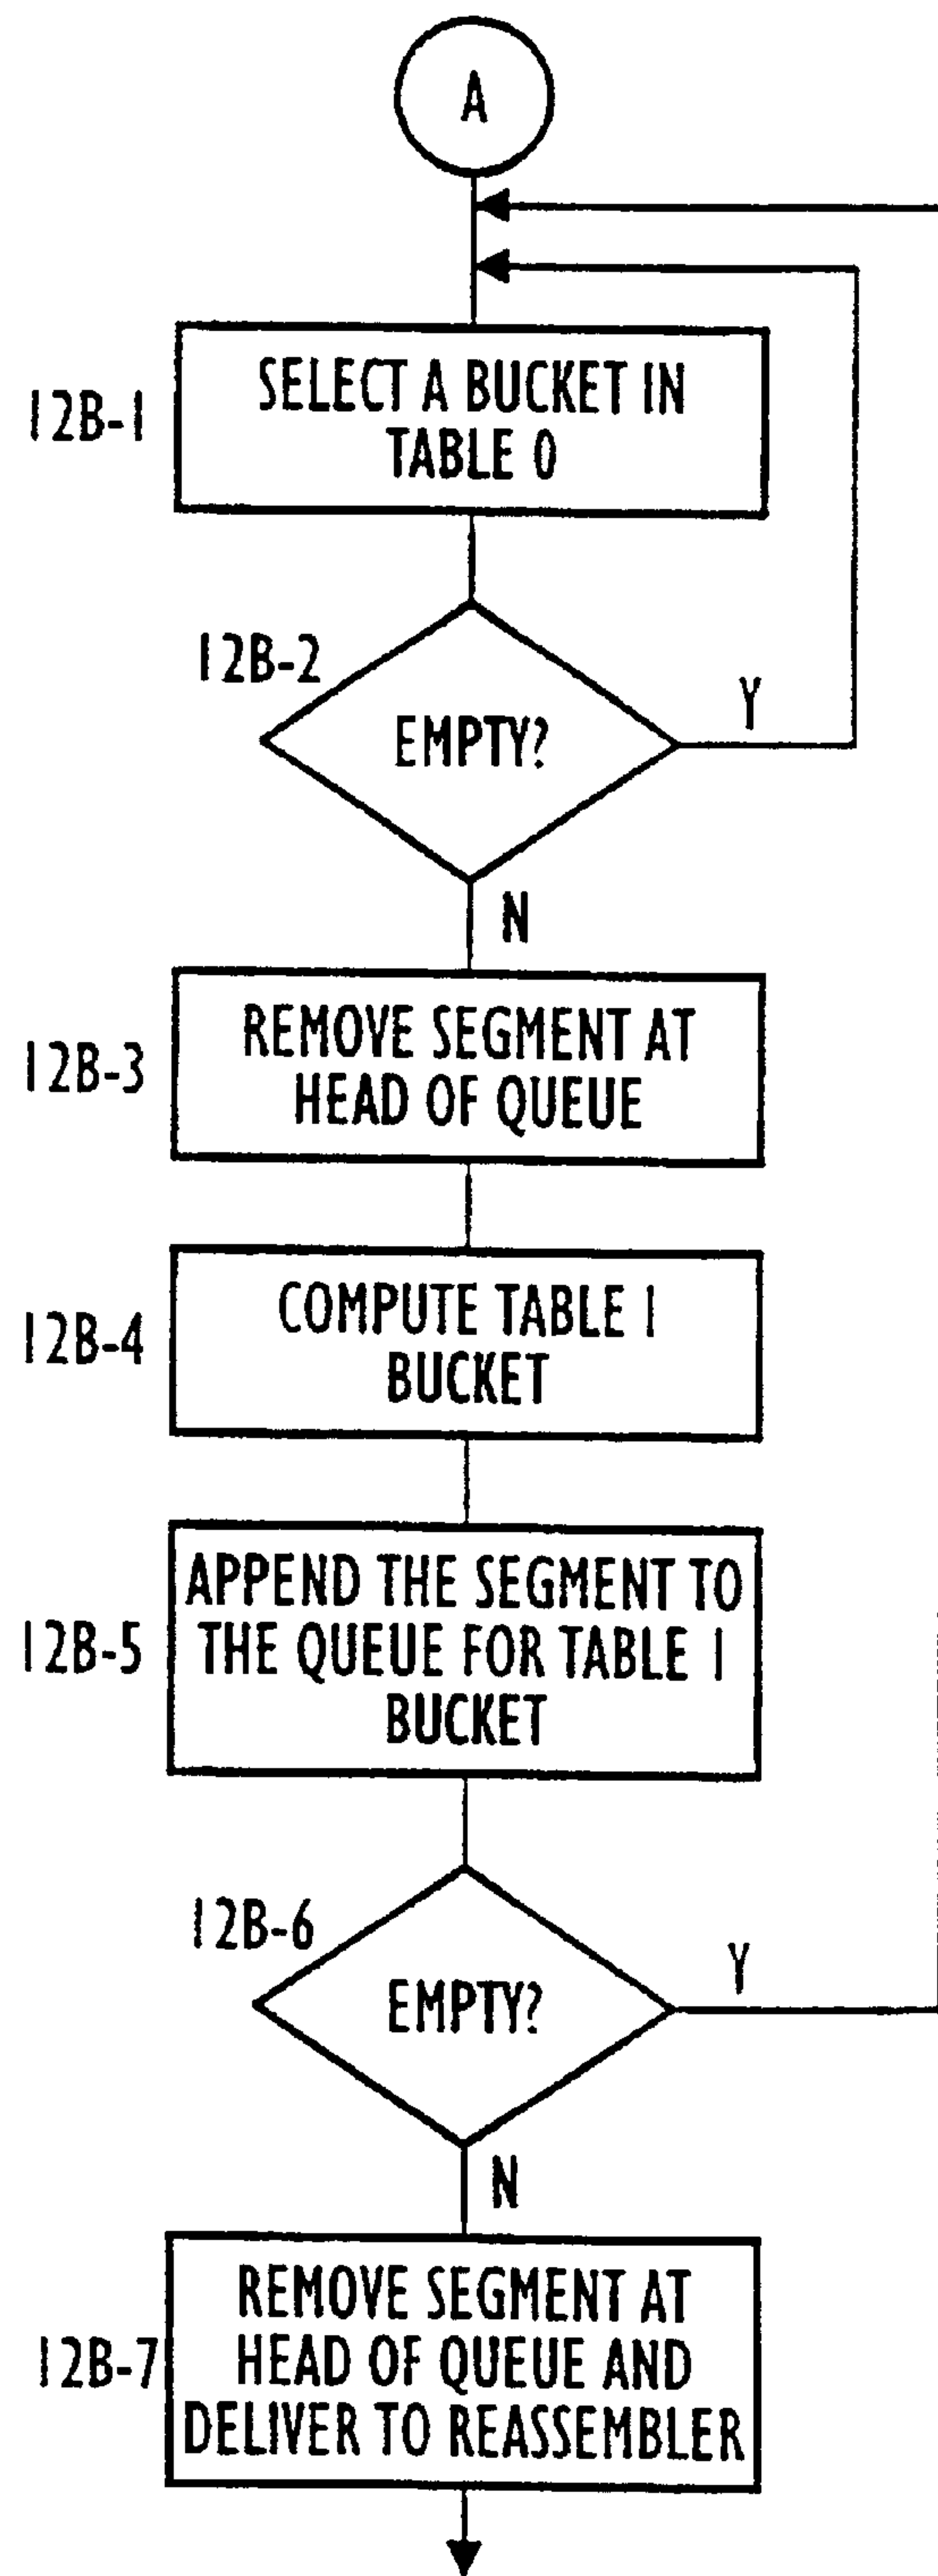 A
12B-1
SELECT A BUCKET IN
TABLE 0
12B-2
EMPTY?
Y
N
12B-3
REMOVE SEGMENT AT
HEAD OF QUEUE
12B-4
COMPUTE TABLE 1
BUCKET
12B-5
APPEND THE SEGMENT TO
THE QUEUE FOR TABLE 1
BUCKET
12B-6
EMPTY?
Y
N
12B-7
REMOVE SEGMENT AT
HEAD OF QUEUE AND
DELIVER TO REASSEMBLER